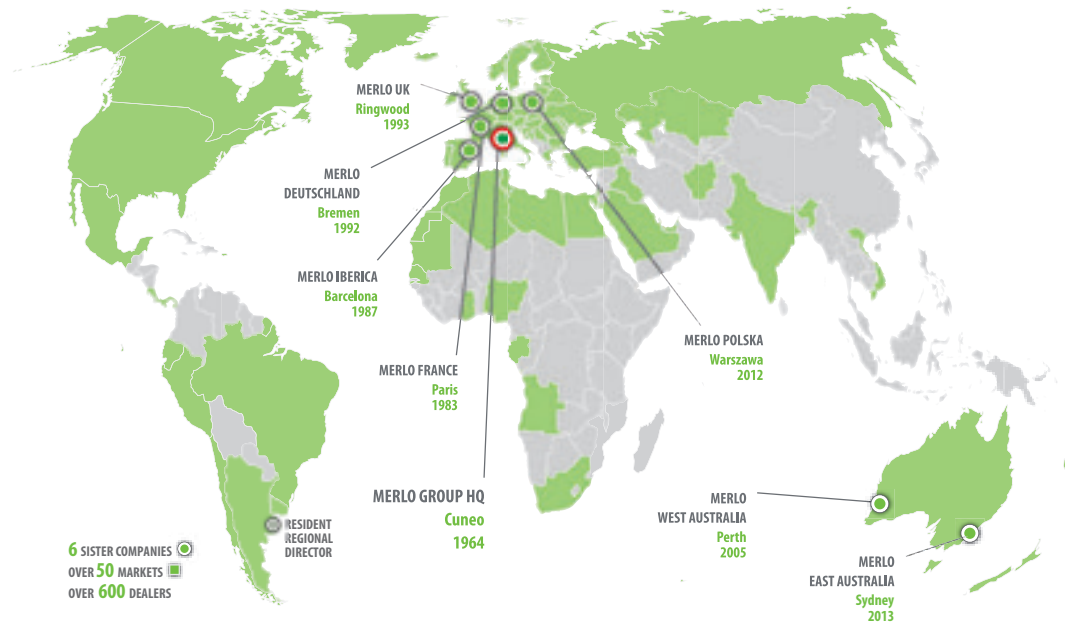 MERLO UK
Ringwood
1993
MERLO
DEUTSCHLAND
Bremen
1992
MERLO IBERICA
Barcelona
1987
MERLO FRANCE
Paris
1983
MERLO GROUP HQ
Cuneo
1964
MERLO POLSKA
Warszawa
2012
MERLO
WEST AUSTRALIA
Perth
2005
MERLO
EAST AUSTRALIA
Sydney
2013
RESIDENT
REGIONAL
DIRECTOR
6 SISTER COMPANIES
OVER 50 MARKETS
OVER 600 DEALERS